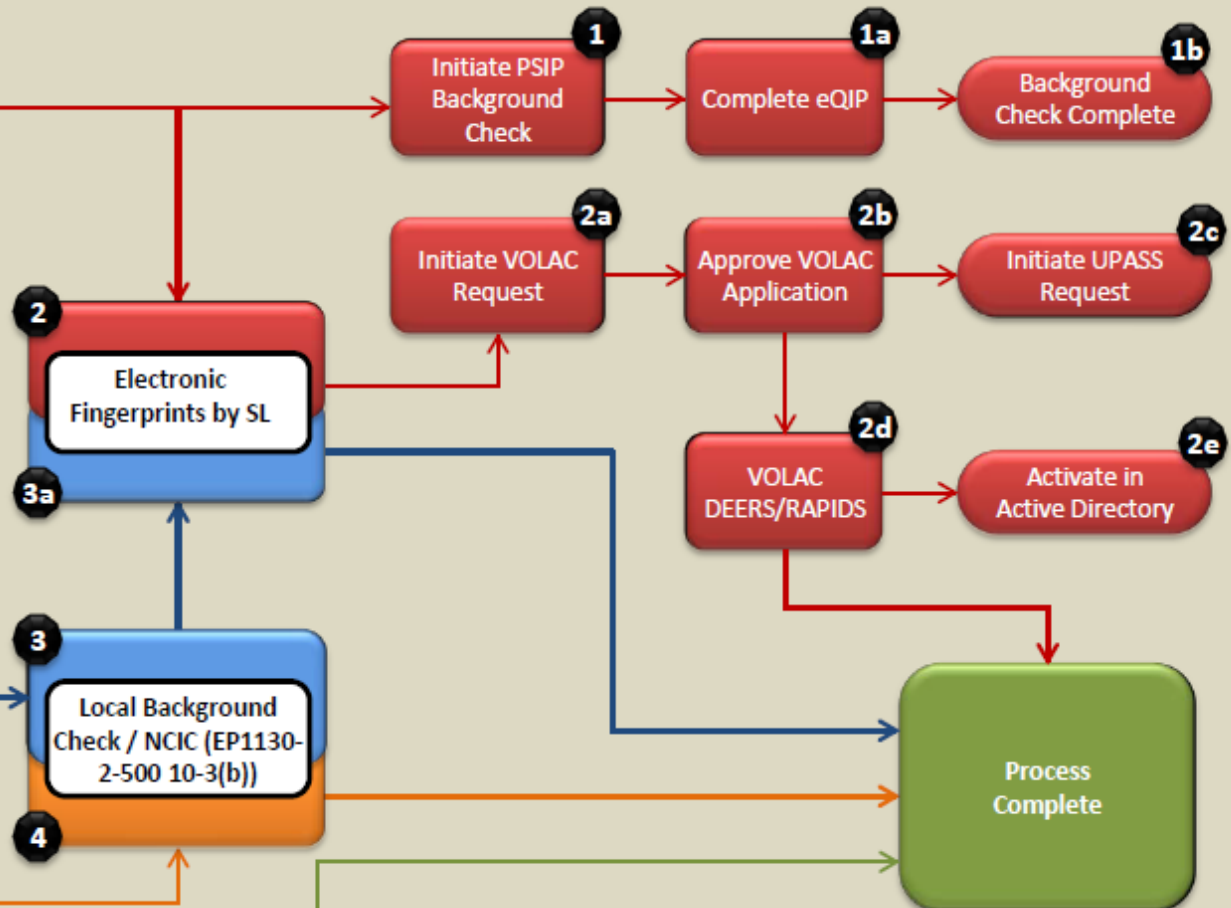 1
Initiate PSIP
Background
Check
1a
Complete eQIP
1b
Background
Check Complete
2a
Initiate VOLAC
Request
2b
Approve VOLAC
Application
2c
Initiate UPASS
Request
2
Electronic
Fingerprints by SL
3a
2d
VOLAC
DEERS/RAPIDS
2e
Activate in
Active Directory
3
Local Background
Check / NCIC (EP1130-
2-500 10-3(b))
4
Process
Complete